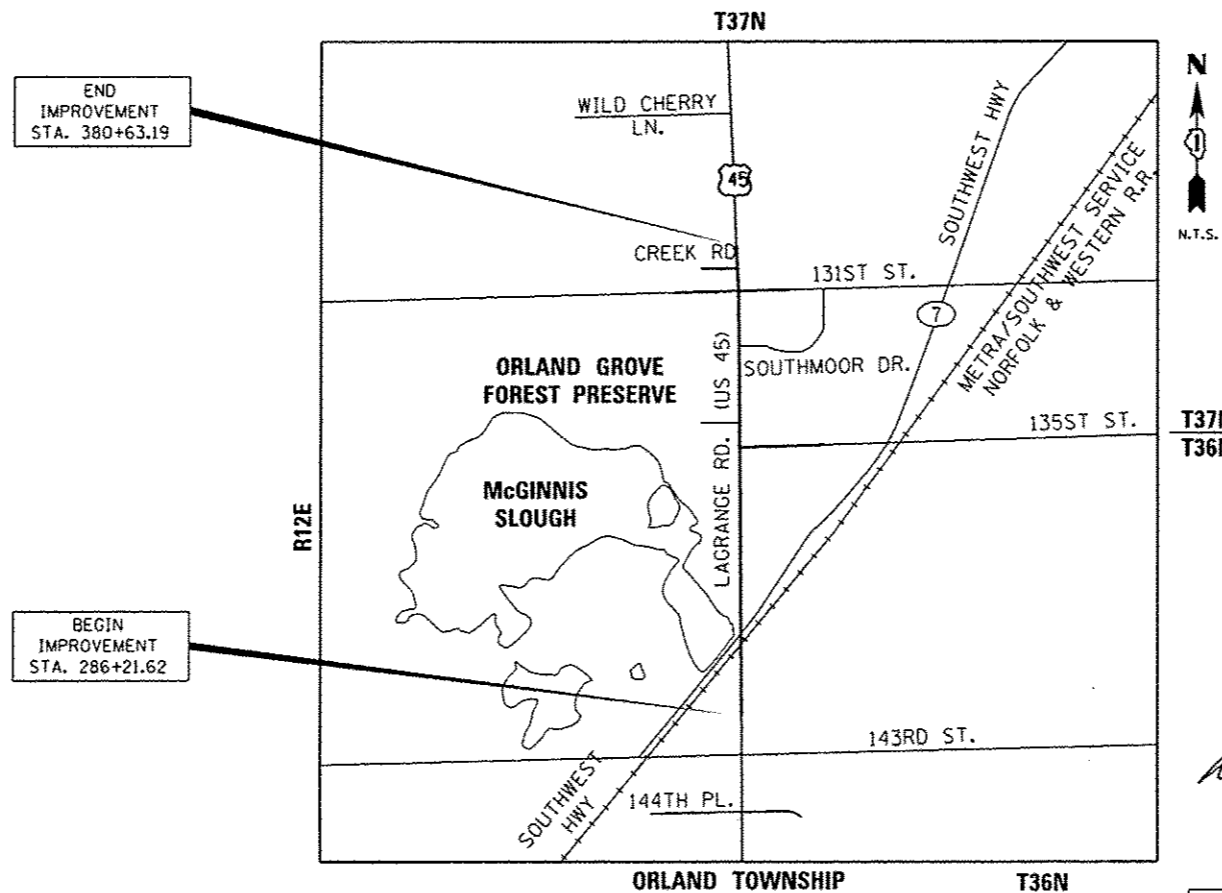 T37N
END
IMPROVEMENT
STA. 380+63.19
WILD CHERRY
LN.
45
SOUTHWEST HWY
N
1
N.T.S.
CREEK RD
131ST ST.
7
METRA/SOUTHWEST SERVICE
NORFOLK & WESTERN R.R.
SOUTHMOOR DR.
ORLAND GROVE
FOREST PRESERVE
LAGRANGE RD. (US 45)
135ST ST.
T37N
T36N
McGINNIS
SLOUGH
R12E
BEGIN
IMPROVEMENT
STA. 286+21.62
143RD ST.
SOUTHWEST
HWY
144TH PL.
ORLAND TOWNSHIP
T36N